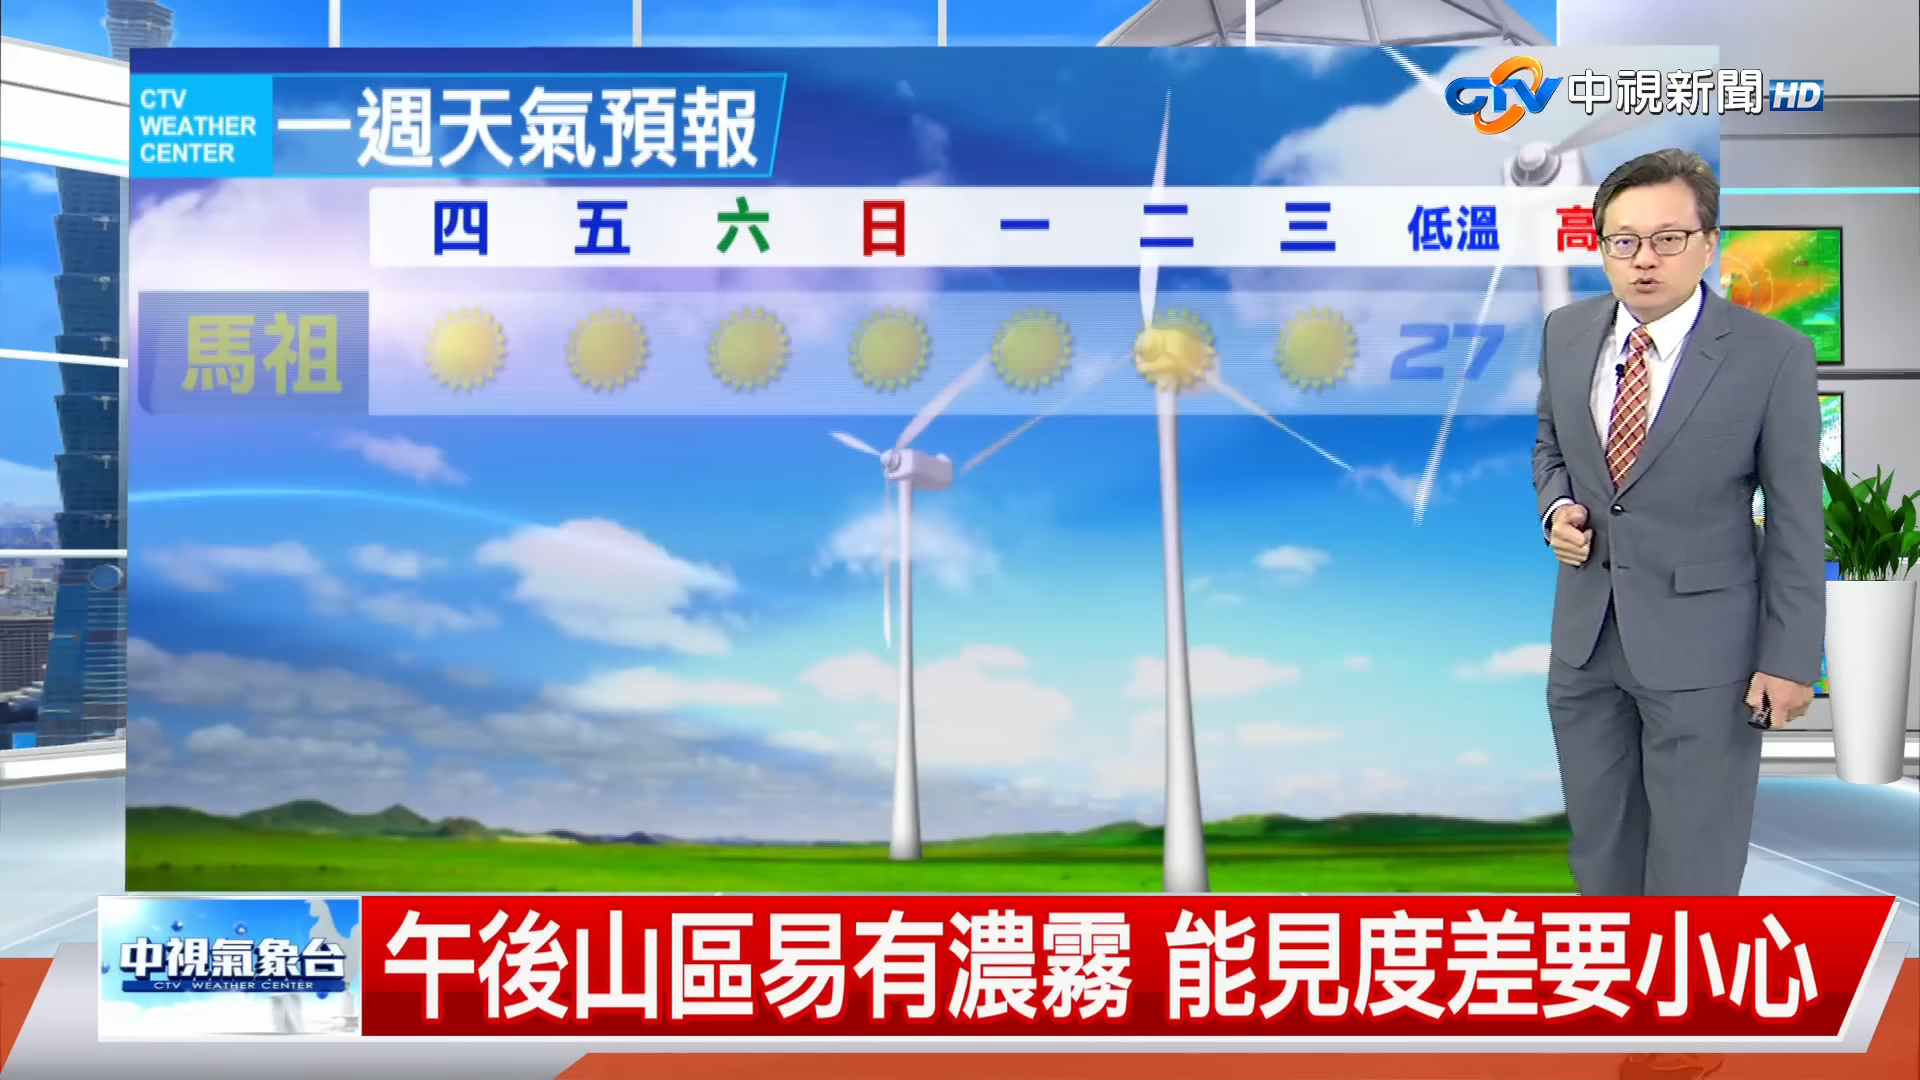 CTV
WEATHER
CENTER
一週天氣預報
CTV 中視新聞 HD
四 五 六 日 一 二 三 低溫 高
馬祖 27
中視氣象台
CTV WEATHER CENTER
午後山區易有濃霧 能見度差要小心